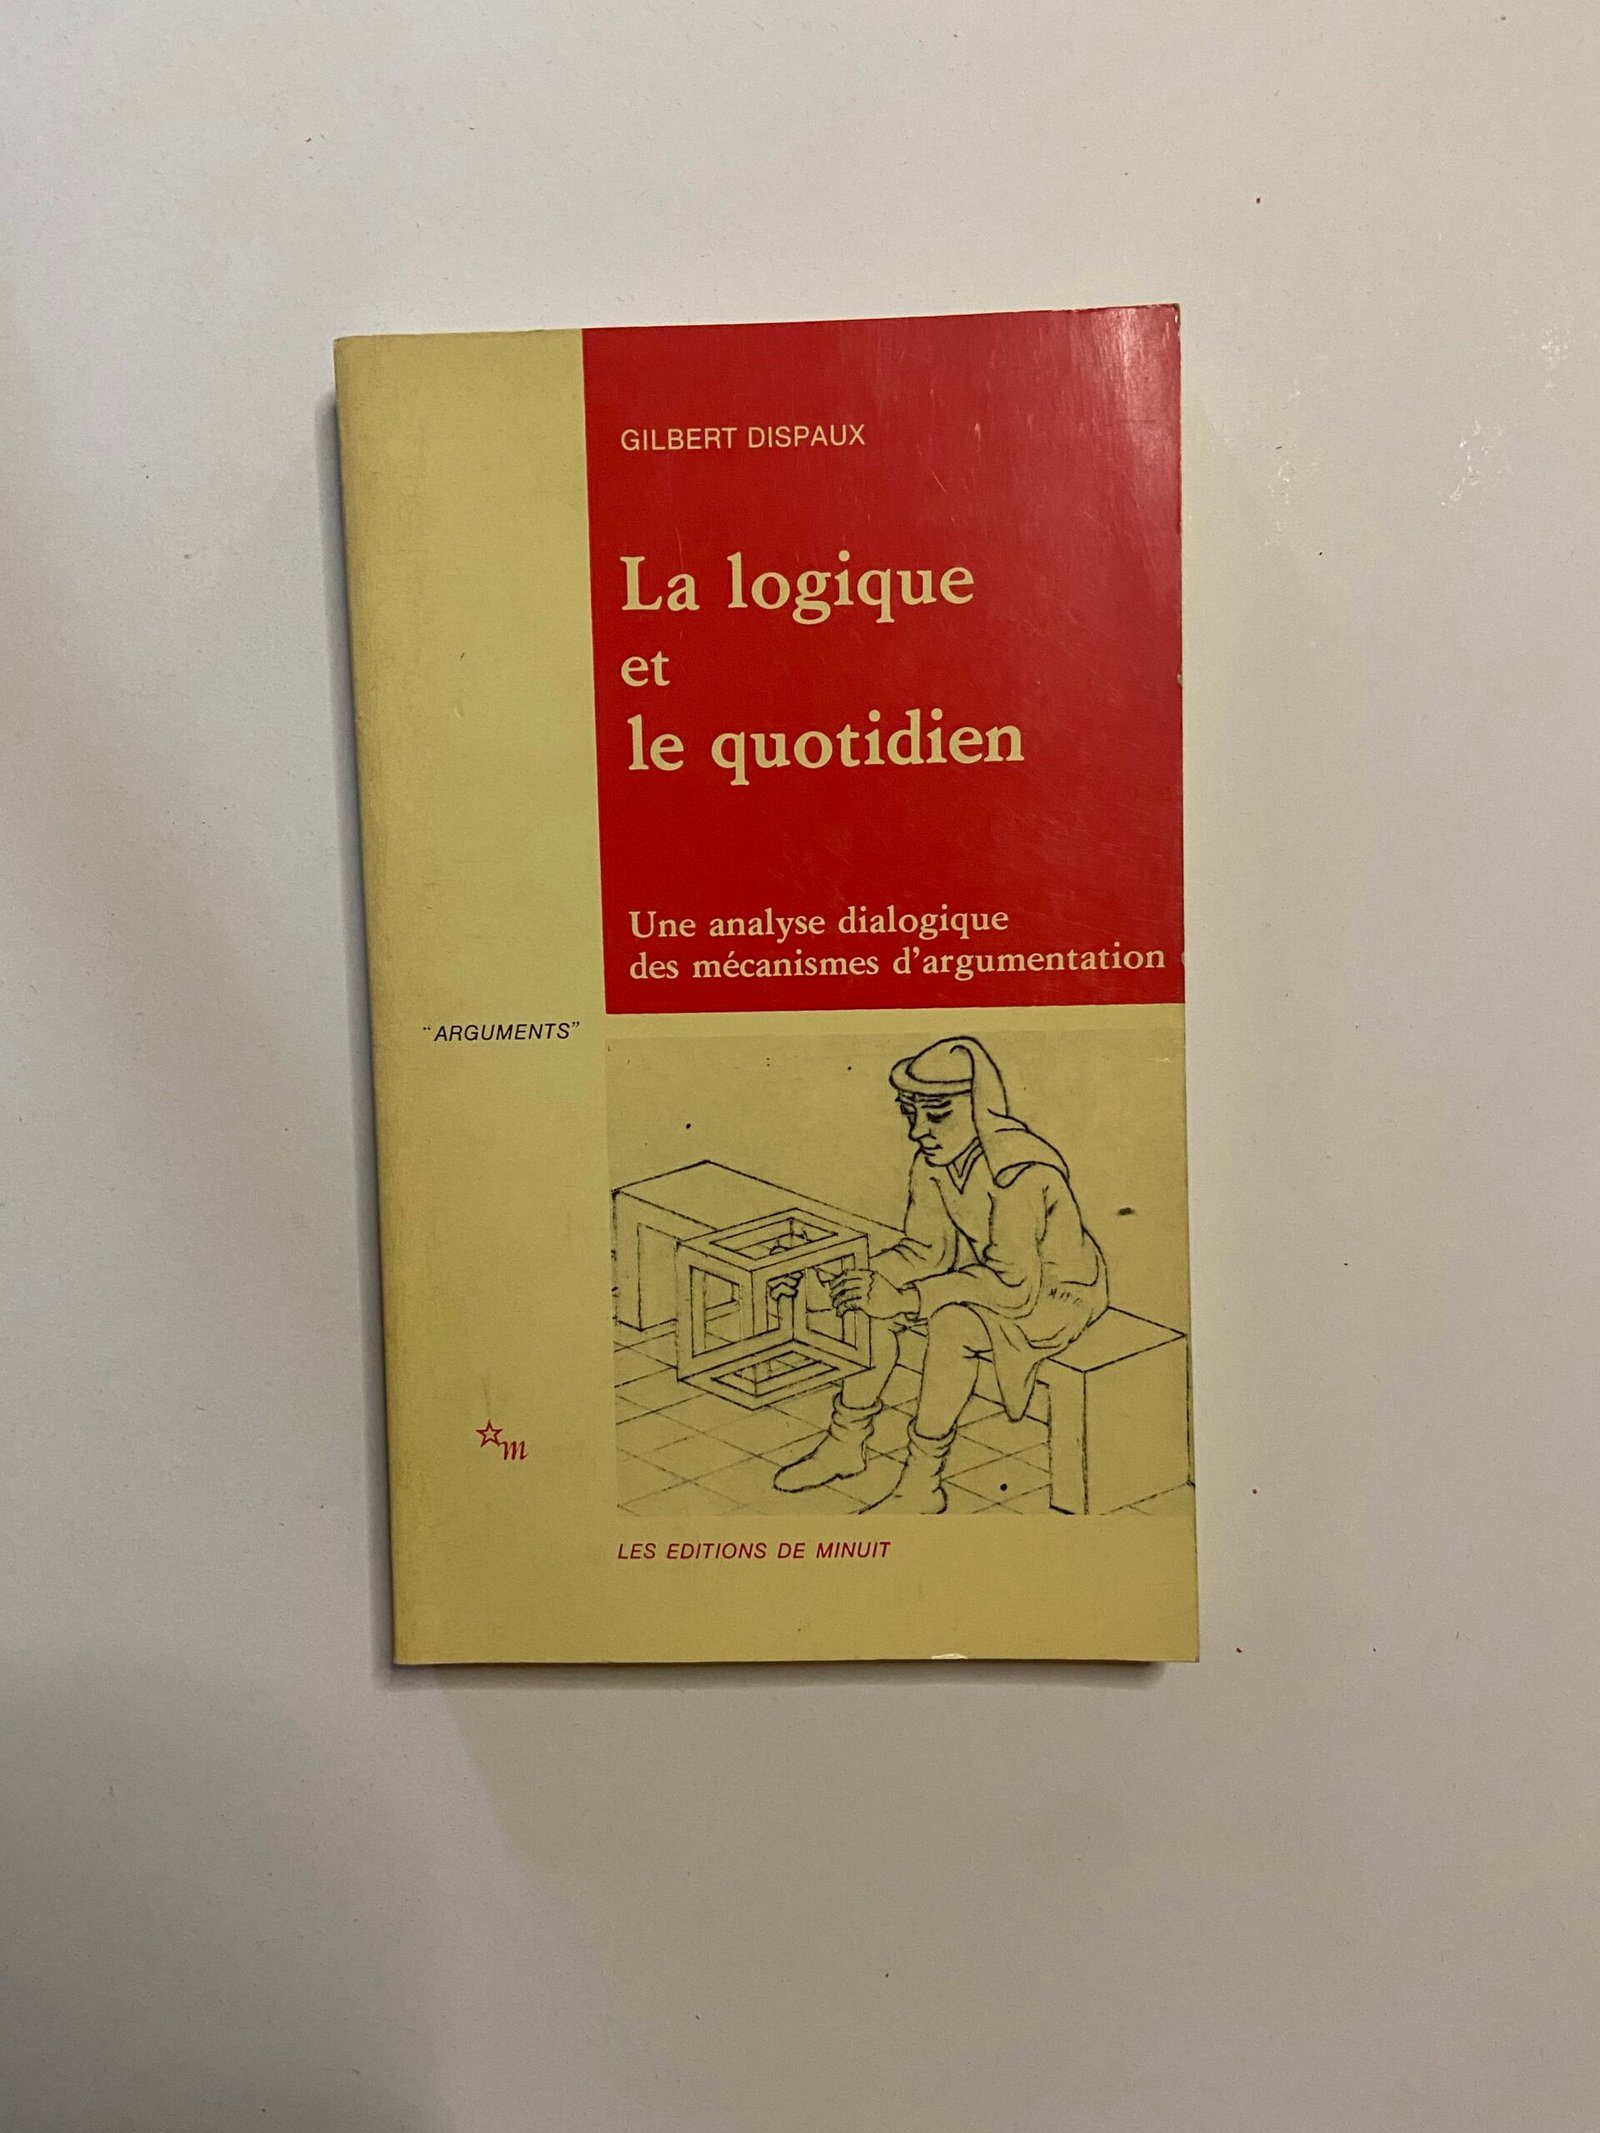 GILBERT DISPAUX
La logique
et
le quotidien
Une analyse dialogique
des mécanismes d'argumentation
"ARGUMENTS"
m
LES EDITIONS DE MINUIT